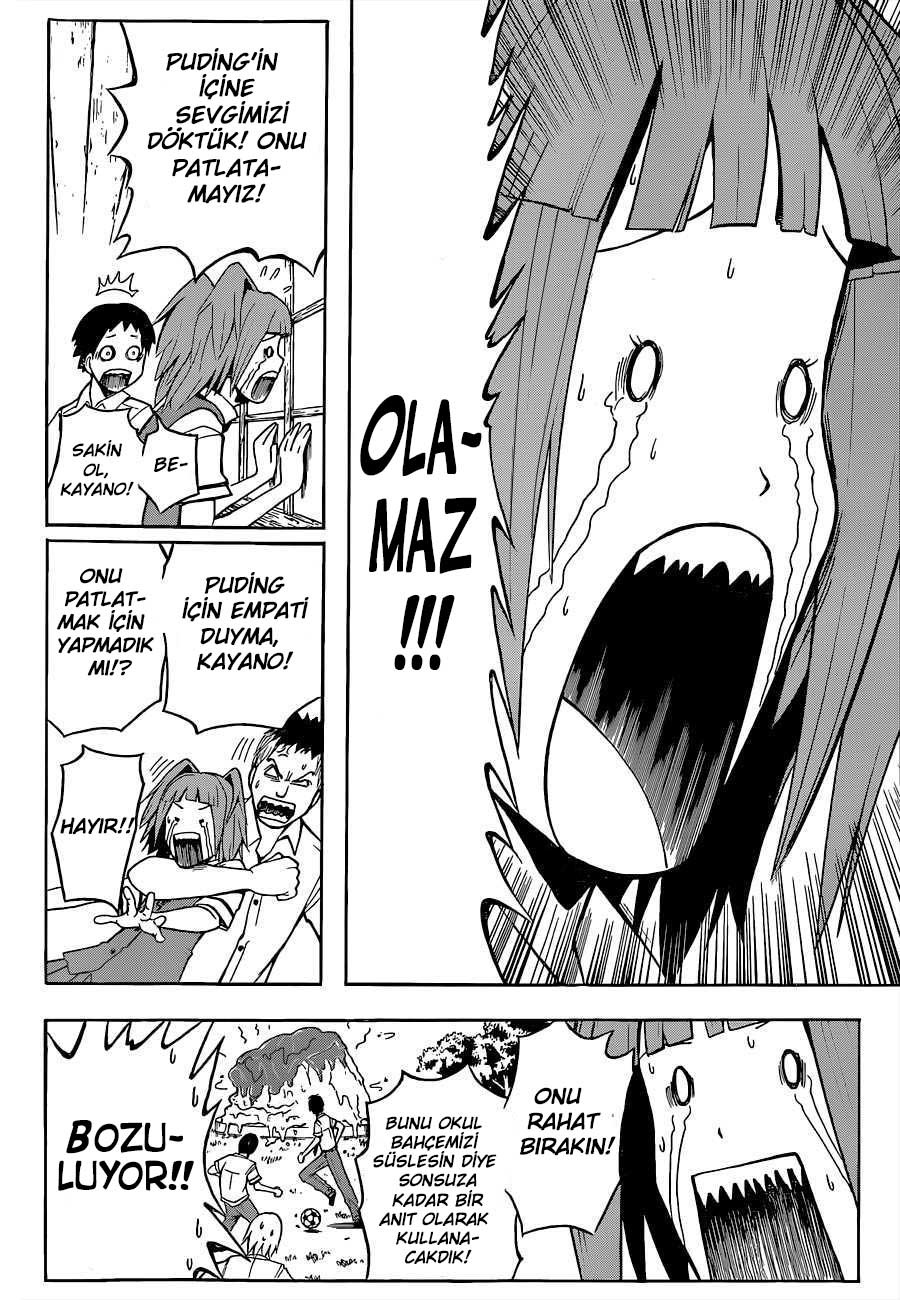 OLA-
MAZ
!!!
PUDİNG'İN
İÇİNE
SEVGİMİZİ
DÖKTÜK! ONU
PATLATA-
MAYIZ!
BE-
SAKİN
OL,
KAYANO!
PUDİNG
İÇİN EMPATİ
DUYMA,
KAYANO!
ONU
PATLAT-
MAK İÇİN
YAPMADIK
MI!?
HAYIR!!
ONU
RAHAT
BIRAKIN!
BUNU OKUL
BAHÇEMİZİ
SÜSLESİN DİYE
SONSUZA
KADAR BİR
ANIT OLARAK
KULLANA-
CAKDIK!
BOZU-
LUYOR!!